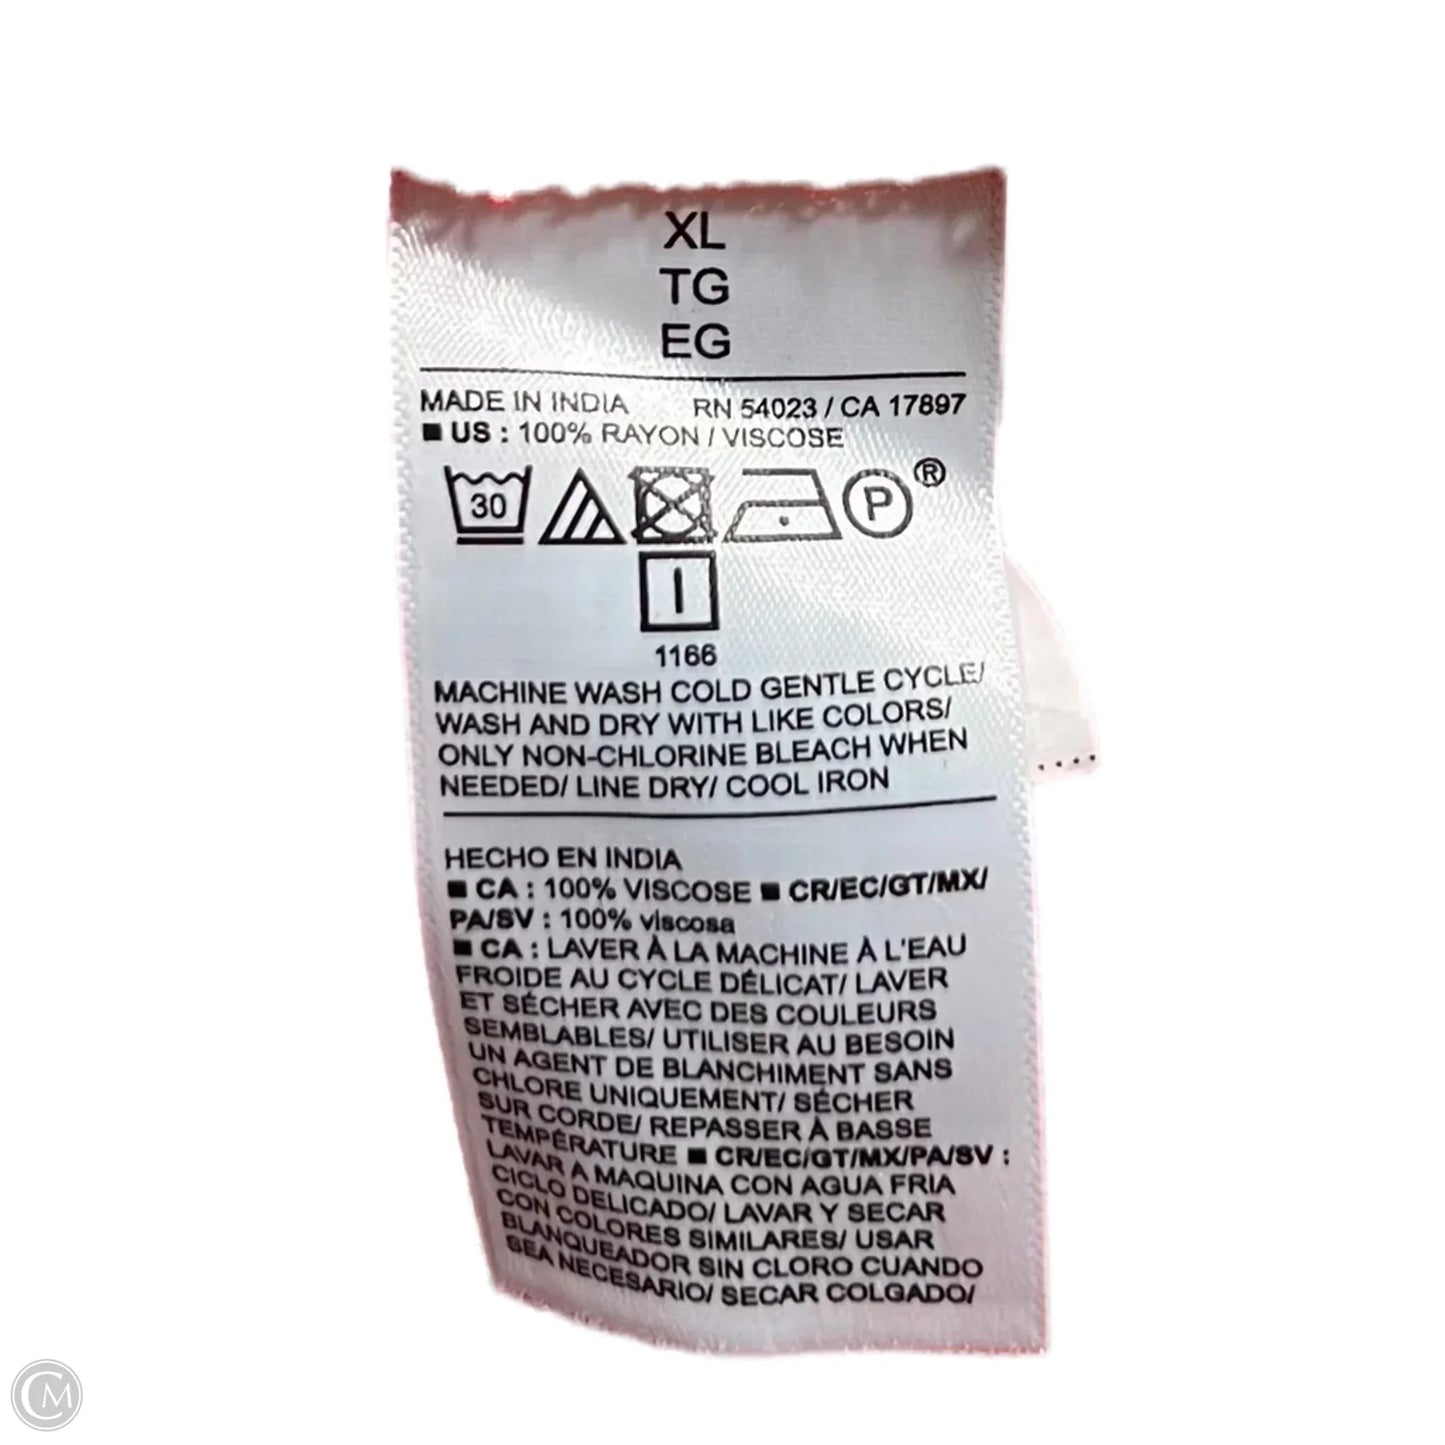 XL
TG
EG
MADE IN INDIA RN 54023 / CA 17897
■ US : 100% RAYON / VISCOSE
30 P ®
I
1166
MACHINE WASH COLD GENTLE CYCLE/
WASH AND DRY WITH LIKE COLORS/
ONLY NON-CHLORINE BLEACH WHEN
NEEDED/ LINE DRY/ COOL IRON
HECHO EN INDIA
■ CA : 100% VISCOSE ■ CR/EC/GT/MX/
PA/SV : 100% viscosa
■ CA : LAVER À LA MACHINE À L'EAU
FROIDE AU CYCLE DÉLICAT/ LAVER
ET SÉCHER AVEC DES COULEURS
SEMBLABLES/ UTILISER AU BESOIN
UN AGENT DE BLANCHIMENT SANS
CHLORE UNIQUEMENT/ SÉCHER
SUR CORDE/ REPASSER À BASSE
TEMPÉRATURE ■ CR/EC/GT/MX/PA/SV :
LAVAR A MAQUINA CON AGUA FRIA
CICLO DELICADO/ LAVAR Y SECAR
CON COLORES SIMILARES/ USAR
BLANQUEADOR SIN CLORO CUANDO
SEA NECESARIO/ SECAR COLGADO/
CM